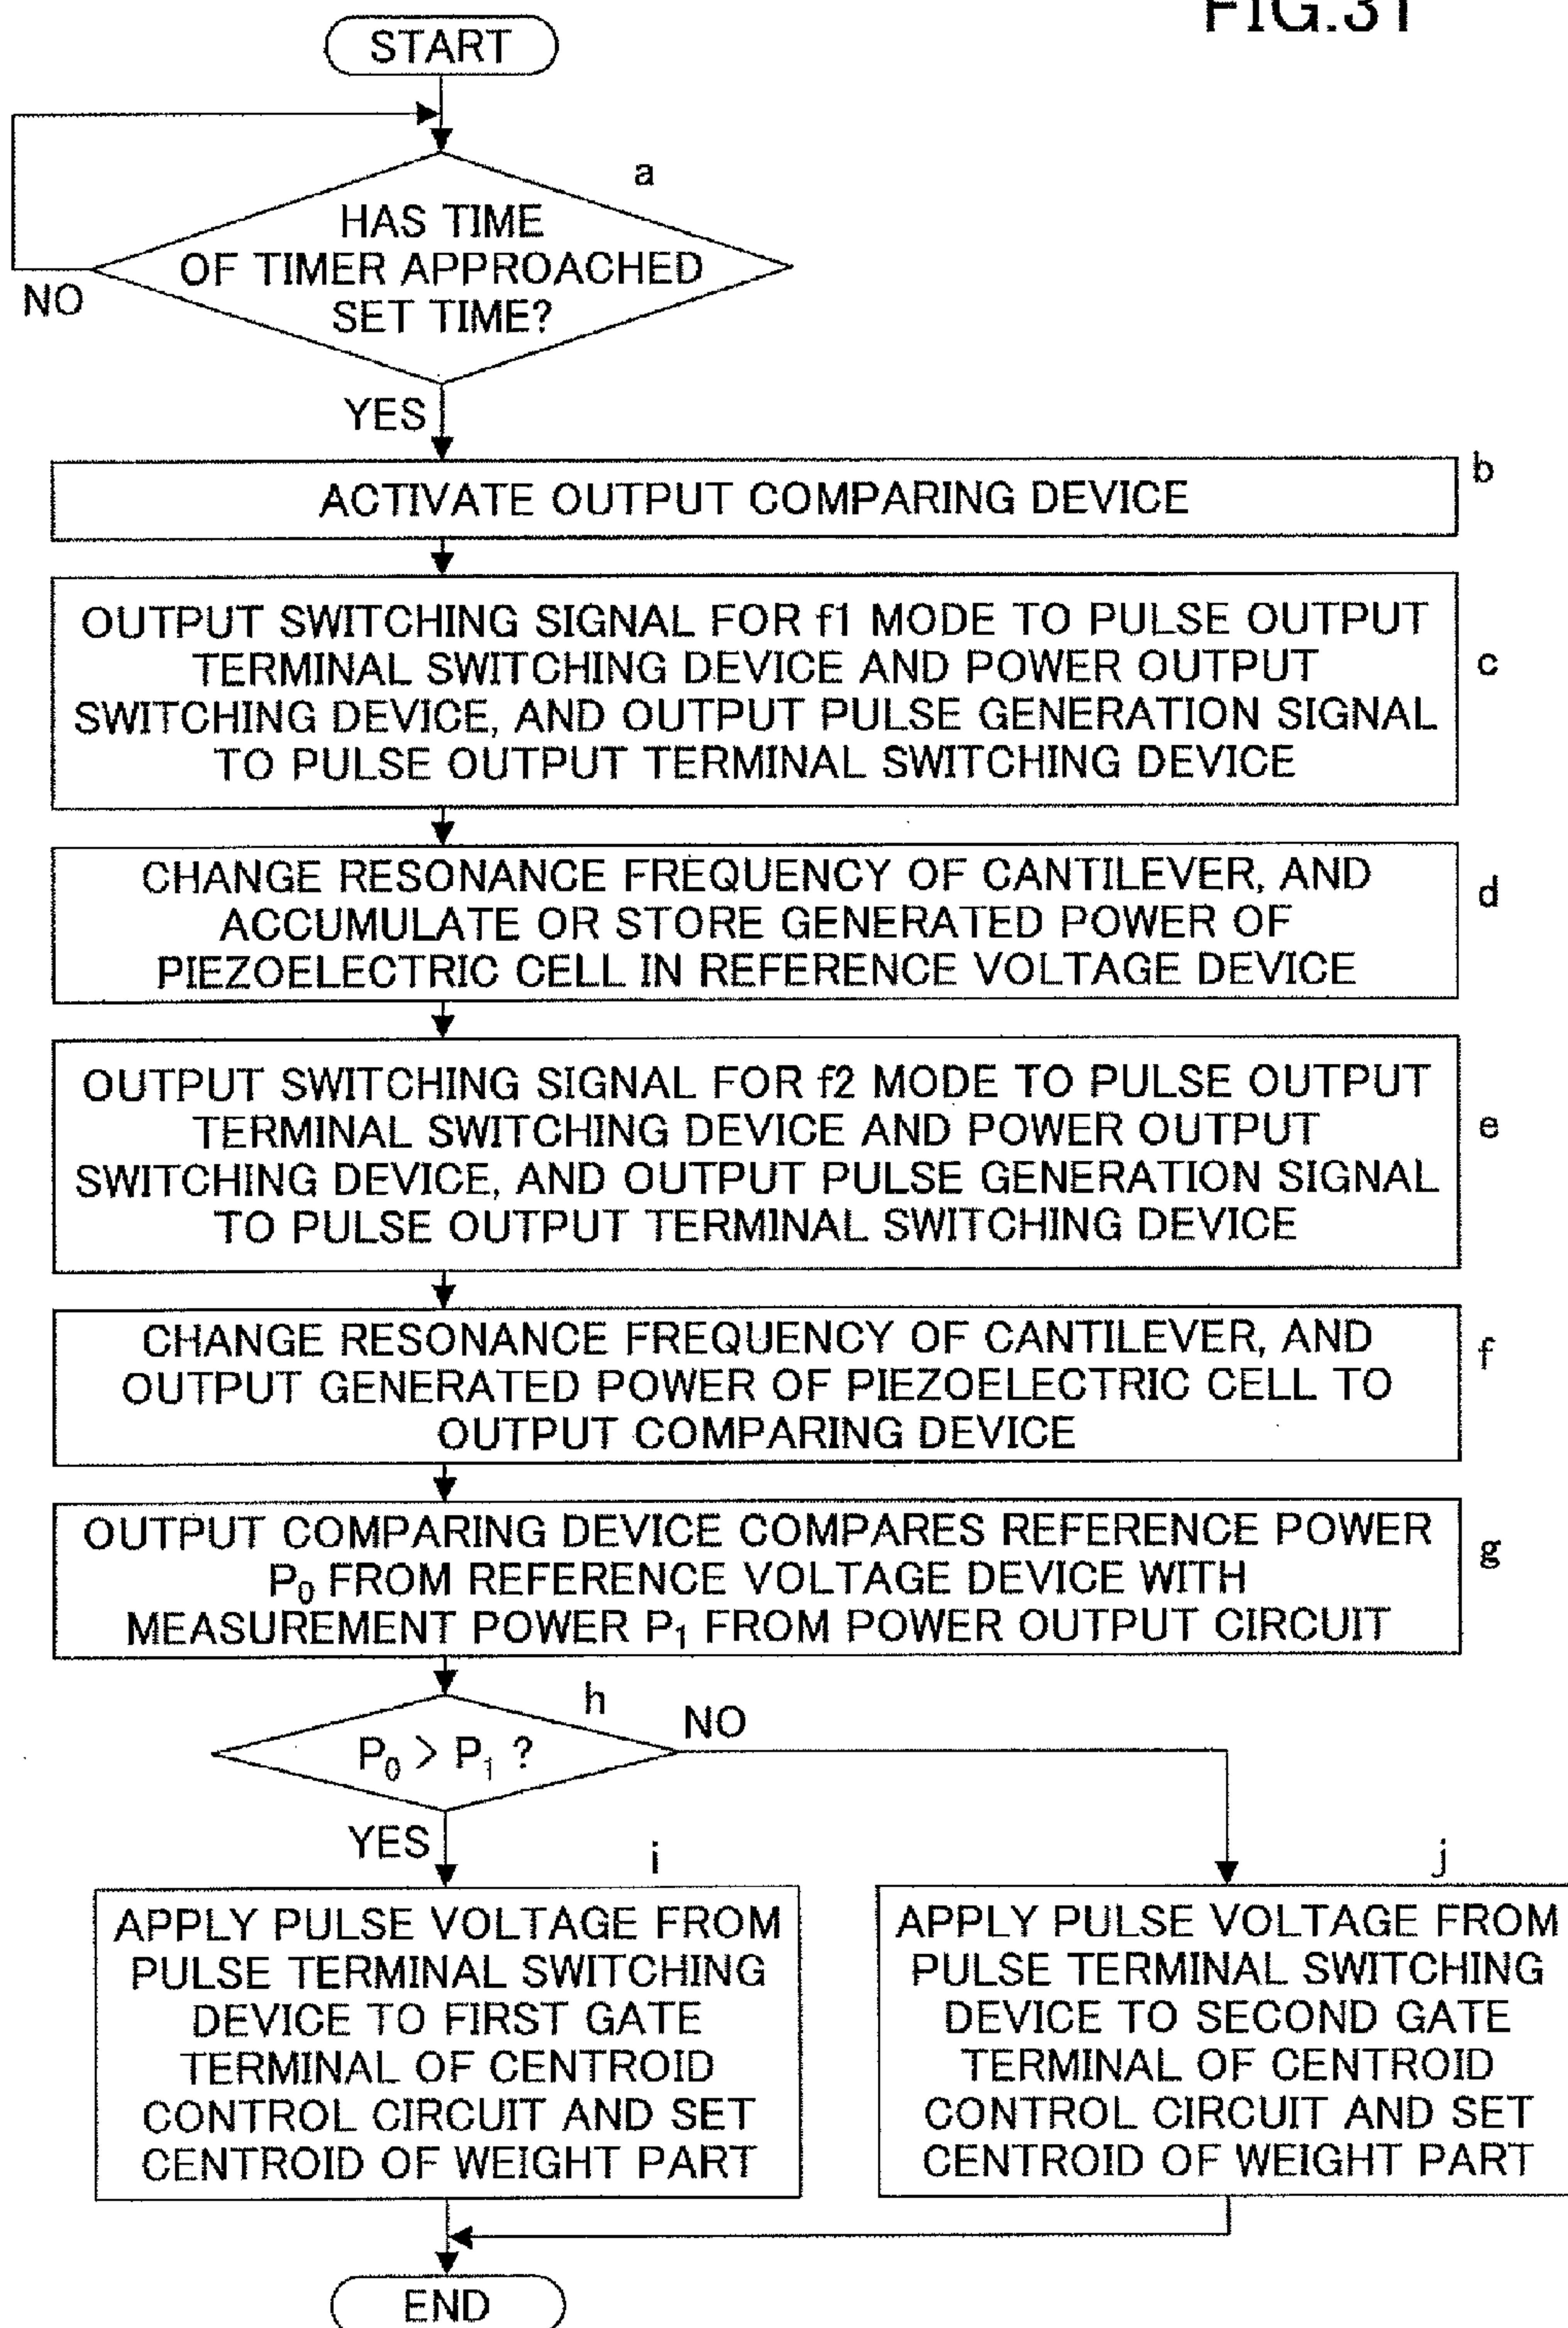 FIG.31
START
a
HAS TIME
OF TIMER APPROACHED
SET TIME?
NO
YES
b
ACTIVATE OUTPUT COMPARING DEVICE
OUTPUT SWITCHING SIGNAL FOR f1 MODE TO PULSE OUTPUT
TERMINAL SWITCHING DEVICE AND POWER OUTPUT
SWITCHING DEVICE, AND OUTPUT PULSE GENERATION SIGNAL
TO PULSE OUTPUT TERMINAL SWITCHING DEVICE
c
CHANGE RESONANCE FREQUENCY OF CANTILEVER, AND
ACCUMULATE OR STORE GENERATED POWER OF
PIEZOELECTRIC CELL IN REFERENCE VOLTAGE DEVICE
d
OUTPUT SWITCHING SIGNAL FOR f2 MODE TO PULSE OUTPUT
TERMINAL SWITCHING DEVICE AND POWER OUTPUT
SWITCHING DEVICE, AND OUTPUT PULSE GENERATION SIGNAL
TO PULSE OUTPUT TERMINAL SWITCHING DEVICE
e
CHANGE RESONANCE FREQUENCY OF CANTILEVER, AND
OUTPUT GENERATED POWER OF PIEZOELECTRIC CELL TO
OUTPUT COMPARING DEVICE
f
OUTPUT COMPARING DEVICE COMPARES REFERENCE POWER
P₀ FROM REFERENCE VOLTAGE DEVICE WITH
MEASUREMENT POWER P₁ FROM POWER OUTPUT CIRCUIT
g
h
P₀ > P₁ ?
NO
YES
i
APPLY PULSE VOLTAGE FROM
PULSE TERMINAL SWITCHING
DEVICE TO FIRST GATE
TERMINAL OF CENTROID
CONTROL CIRCUIT AND SET
CENTROID OF WEIGHT PART
j
APPLY PULSE VOLTAGE FROM
PULSE TERMINAL SWITCHING
DEVICE TO SECOND GATE
TERMINAL OF CENTROID
CONTROL CIRCUIT AND SET
CENTROID OF WEIGHT PART
END